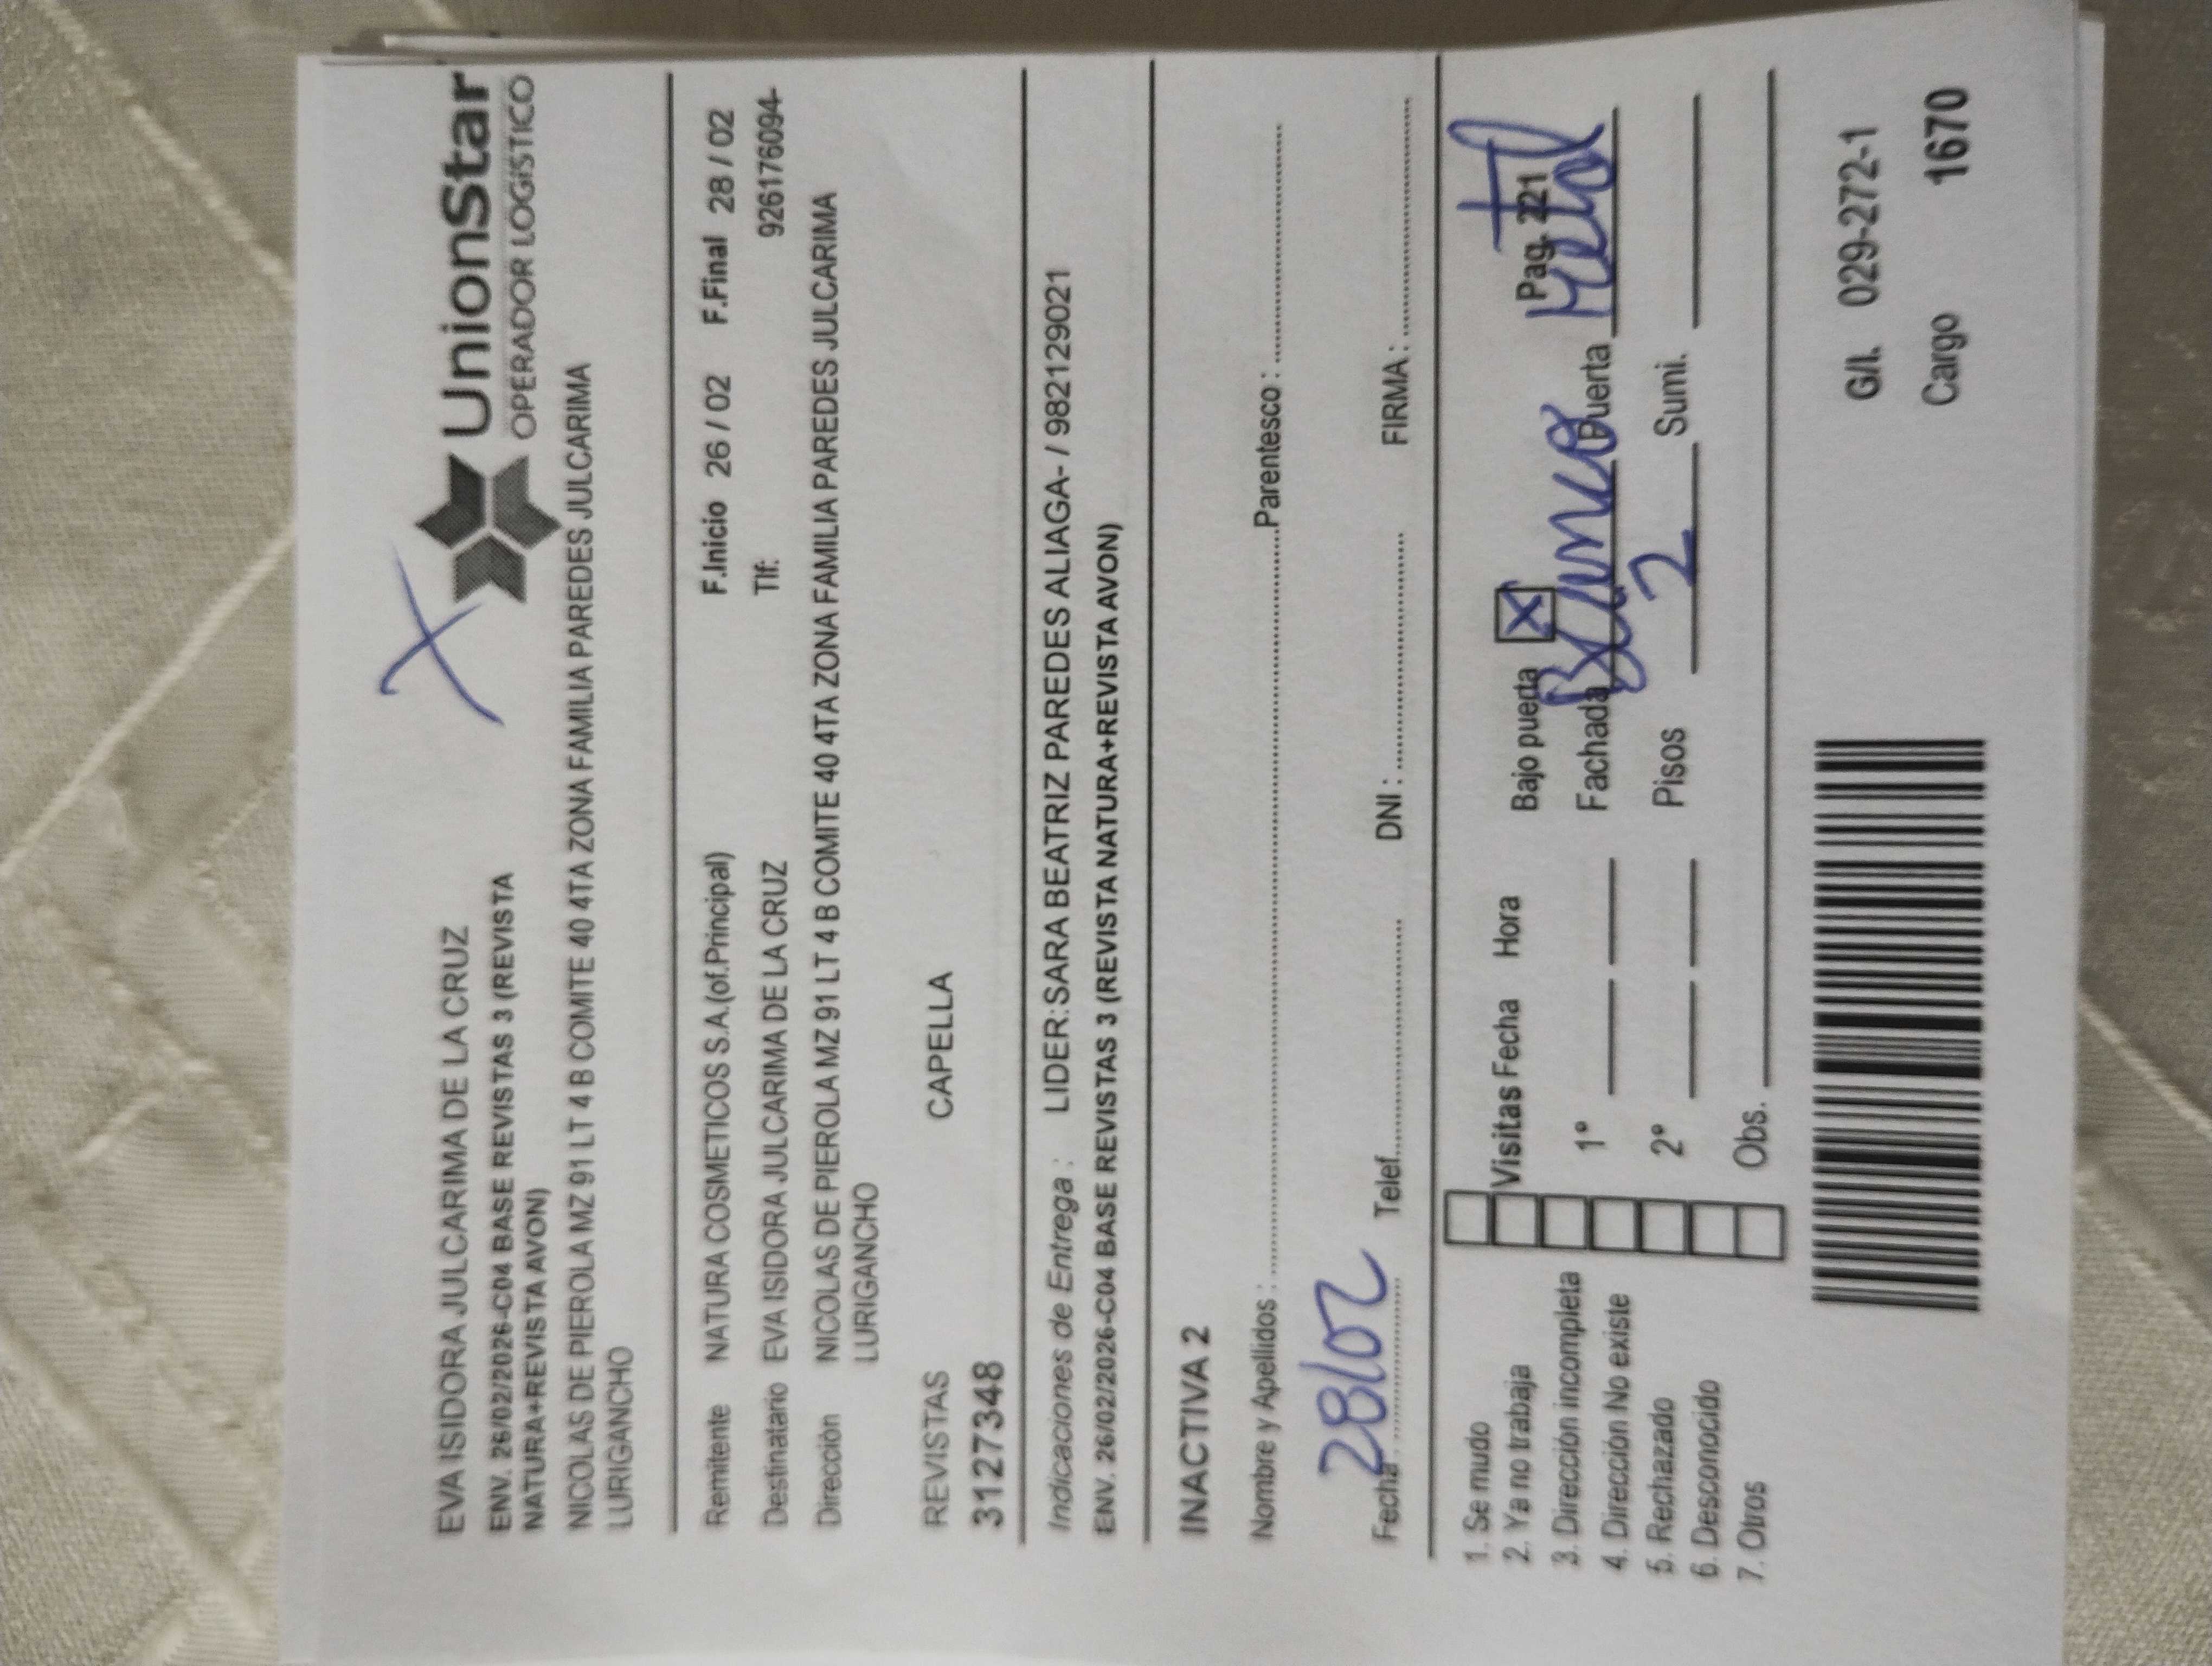 EVA ISIDORA JULCARIMA DE LA CRUZ
UnionStar
OPERADOR LOGÍSTICO
ENV. 26/02/2026-C04 BASE REVISTAS 3 (REVISTA
NATURA+REVISTA AVON)
NICOLAS DE PIEROLA MZ 91 LT 4 B COMITE 40 4TA ZONA FAMILIA PAREDES JULCARIMA
LURIGANCHO
Remitente NATURA COSMETICOS S.A.(of.Principal) F.Inicio 26 / 02 F.Final 28 / 02
Destinatario EVA ISIDORA JULCARIMA DE LA CRUZ Tlf: 926176094-
Dirección NICOLAS DE PIEROLA MZ 91 LT 4 B COMITE 40 4TA ZONA FAMILIA PAREDES JULCARIMA
LURIGANCHO
REVISTAS CAPELLA
3127348
Indicaciones de Entrega : LIDER:SARA BEATRIZ PAREDES ALIAGA- / 982129021
ENV. 26/02/2026-C04 BASE REVISTAS 3 (REVISTA NATURA+REVISTA AVON)
INACTIVA 2
Nombre y Apellidos : Parentesco :
Fecha 28/02 Telef. DNI : FIRMA :
1. Se mudo
2. Ya no trabaja Visitas Fecha Hora Bajo puerta X Pag. 221
3. Dirección incompleta
4. Dirección No existe 1° Fachada Blanco Puerta Metal
5. Rechazado 2° Pisos 2 Sumi.
6. Desconocido
7. Otros Obs.
G/I. 029-272-1
Cargo 1670